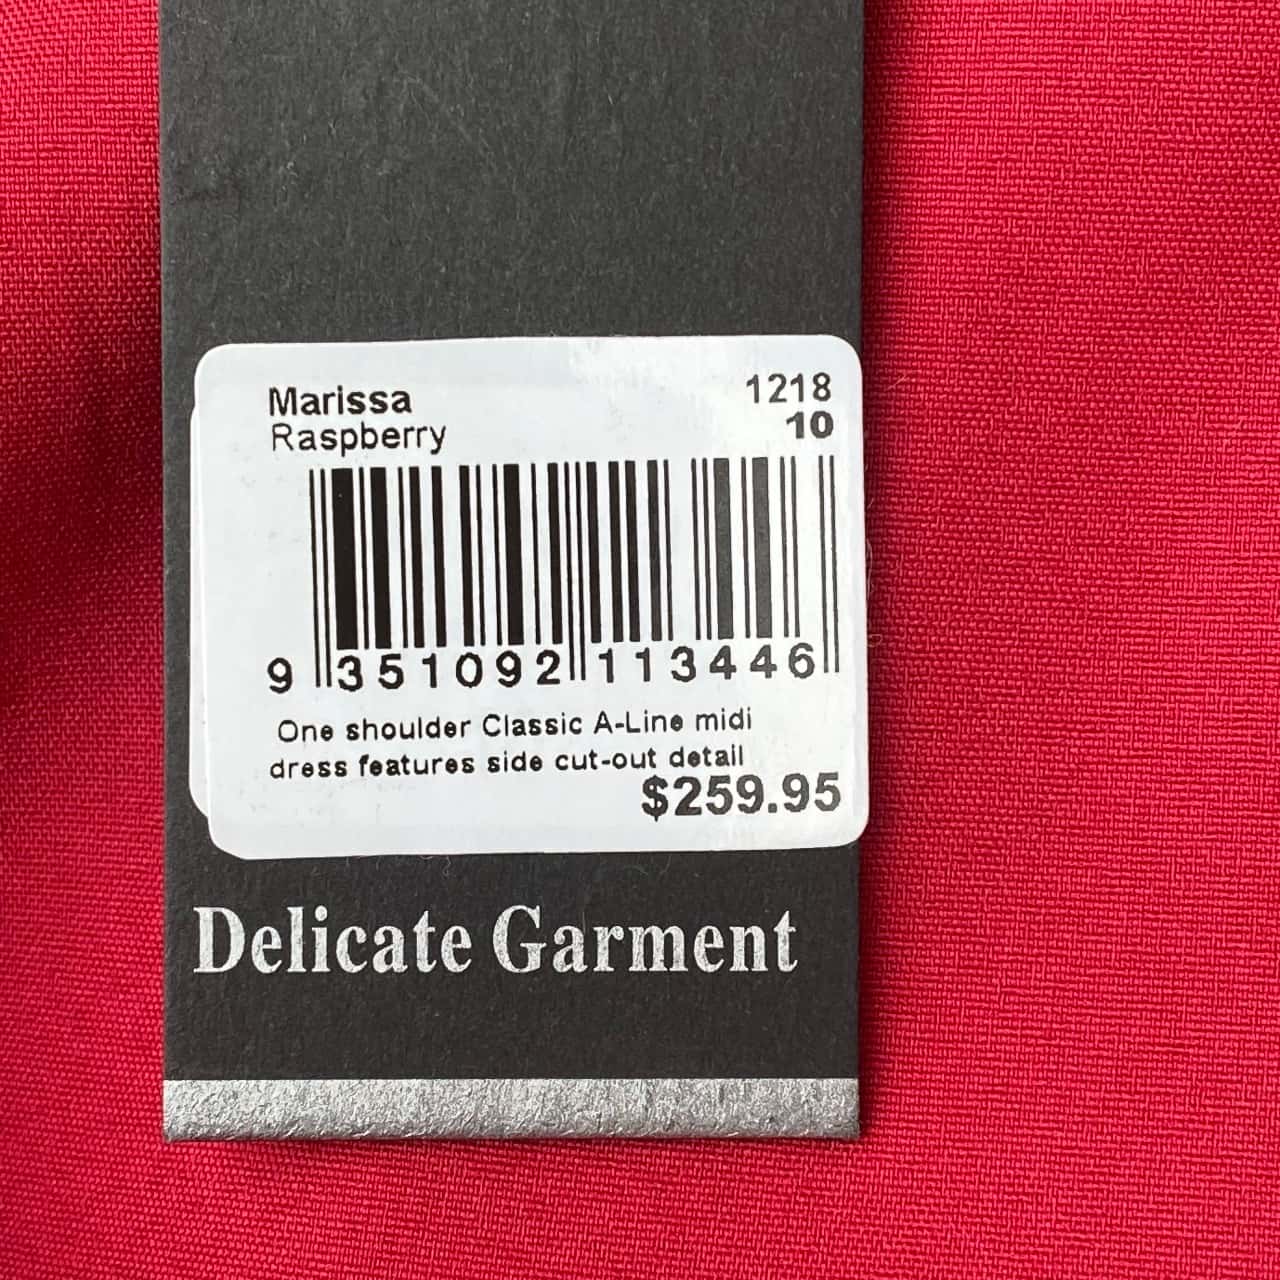 Marissa 1218
Raspberry 10
9 351092 113446
One shoulder Classic A-Line midi
dress features side cut-out detail
$259.95
Delicate Garment